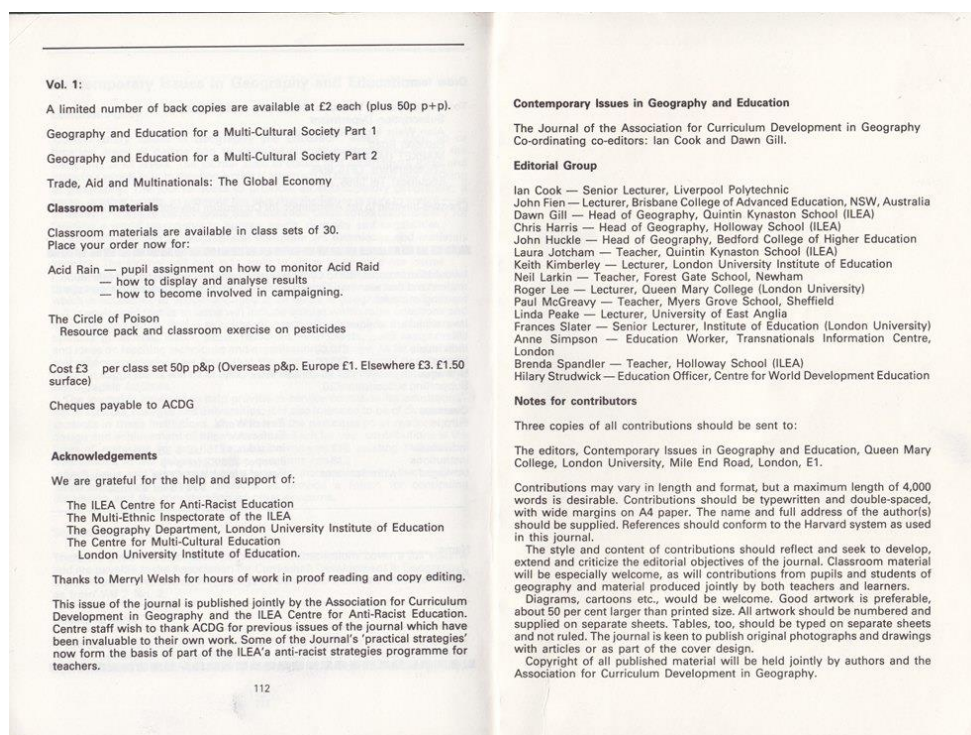 Vol. 1:
A limited number of back copies are available at £2 each (plus 50p p+p).
Geography and Education for a Multi-Cultural Society Part 1
Geography and Education for a Multi-Cultural Society Part 2
Trade, Aid and Multinationals: The Global Economy
Classroom materials
Classroom materials are available in class sets of 30.
Place your order now for:
Acid Rain — pupil assignment on how to monitor Acid Raid
— how to display and analyse results
— how to become involved in campaigning.
The Circle of Poison
Resource pack and classroom exercise on pesticides
Cost £3 per class set 50p p&p (Overseas p&p. Europe £1. Elsewhere £3. £1.50
surface)
Cheques payable to ACDG
Acknowledgements
We are grateful for the help and support of:
The ILEA Centre for Anti-Racist Education
The Multi-Ethnic Inspectorate of the ILEA
The Geography Department, London University Institute of Education
The Centre for Multi-Cultural Education
London University Institute of Education.
Thanks to Merryl Welsh for hours of work in proof reading and copy editing.
This issue of the journal is published jointly by the Association for Curriculum
Development in Geography and the ILEA Centre for Anti-Racist Education.
Centre staff wish to thank ACDG for previous issues of the journal which have
been invaluable to their own work. Some of the Journal's 'practical strategies'
now form the basis of part of the ILEA'a anti-racist strategies programme for
teachers.
112
Contemporary Issues in Geography and Education
The Journal of the Association for Curriculum Development in Geography
Co-ordinating co-editors: Ian Cook and Dawn Gill.
Editorial Group
Ian Cook — Senior Lecturer, Liverpool Polytechnic
John Fien — Lecturer, Brisbane College of Advanced Education, NSW, Australia
Dawn Gill — Head of Geography, Quintin Kynaston School (ILEA)
Chris Harris — Head of Geography, Holloway School (ILEA)
John Huckle — Head of Geography, Bedford College of Higher Education
Laura Jotcham — Teacher, Quintin Kynaston School (ILEA)
Keith Kimberley — Lecturer, London University Institute of Education
Neil Larkin — Teacher, Forest Gate School, Newham
Roger Lee — Lecturer, Queen Mary College (London University)
Paul McGreavy — Teacher, Myers Grove School, Sheffield
Linda Peake — Lecturer, University of East Anglia
Frances Slater — Senior Lecturer, Institute of Education (London University)
Anne Simpson — Education Worker, Transnationals Information Centre,
London
Brenda Spandler — Teacher, Holloway School (ILEA)
Hilary Strudwick — Education Officer, Centre for World Development Education
Notes for contributors
Three copies of all contributions should be sent to:
The editors, Contemporary Issues in Geography and Education, Queen Mary
College, London University, Mile End Road, London, E1.
Contributions may vary in length and format, but a maximum length of 4,000
words is desirable. Contributions should be typewritten and double-spaced,
with wide margins on A4 paper. The name and full address of the author(s)
should be supplied. References should conform to the Harvard system as used
in this journal.
The style and content of contributions should reflect and seek to develop,
extend and criticize the editorial objectives of the journal. Classroom material
will be especially welcome, as will contributions from pupils and students of
geography and material produced jointly by both teachers and learners.
Diagrams, cartoons etc., would be welcome. Good artwork is preferable,
about 50 per cent larger than printed size. All artwork should be numbered and
supplied on separate sheets. Tables, too, should be typed on separate sheets
and not ruled. The journal is keen to publish original photographs and drawings
with articles or as part of the cover design.
Copyright of all published material will be held jointly by authors and the
Association for Curriculum Development in Geography.